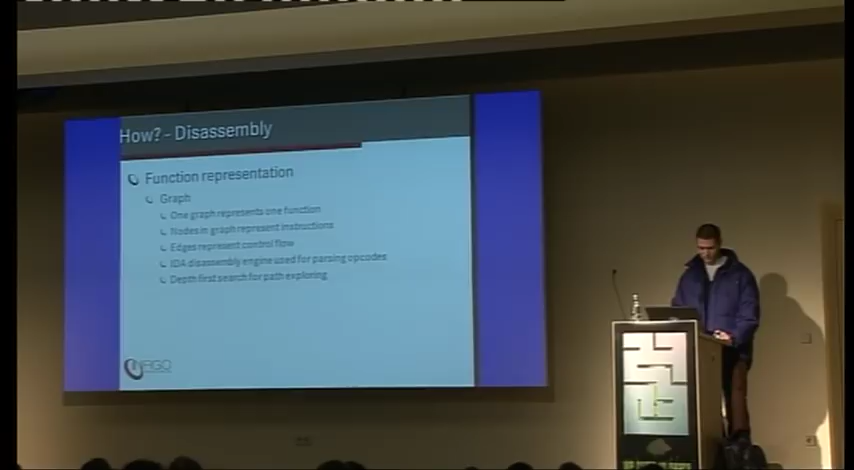 How? - Disassembly
Function representation
Graph
One graph represents one function
Nodes in graph represent instructions
Edges represent control flow
IDA disassembly engine used for parsing opcodes
Depth first search for path exploring